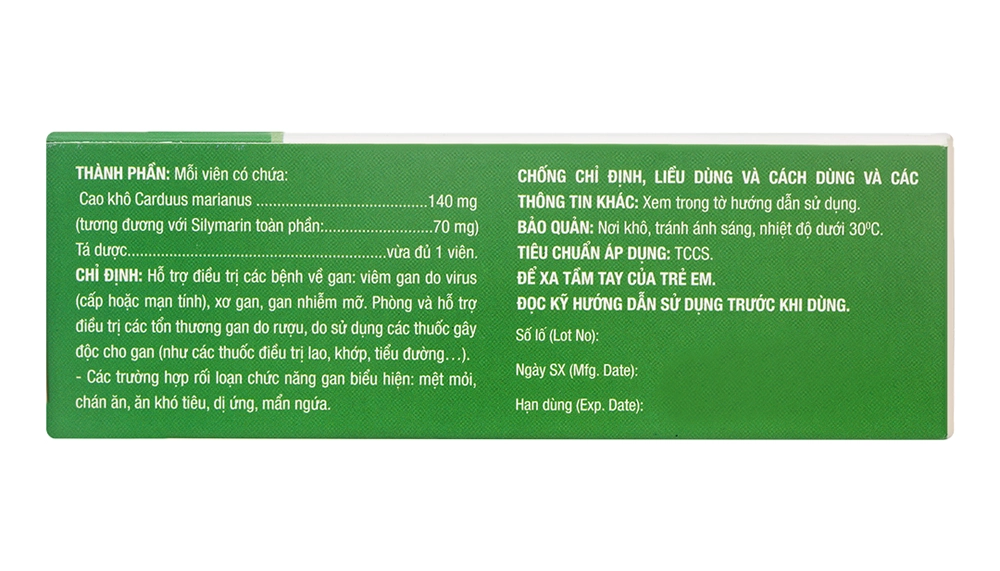 THÀNH PHẦN: Mỗi viên có chứa:
Cao khô Carduus marianus ..........................................140 mg
(tương đương với Silymarin toàn phần:..........................70 mg)
Tá dược................................................................vừa đủ 1 viên.
CHỈ ĐỊNH: Hỗ trợ điều trị các bệnh về gan: viêm gan do virus
(cấp hoặc mạn tính), xơ gan, gan nhiễm mỡ. Phòng và hỗ trợ
điều trị các tổn thương gan do rượu, do sử dụng các thuốc gây
độc cho gan (như các thuốc điều trị lao, khớp, tiểu đường…).
- Các trường hợp rối loạn chức năng gan biểu hiện: mệt mỏi,
chán ăn, ăn khó tiêu, dị ứng, mẩn ngứa.
CHỐNG CHỈ ĐỊNH, LIỀU DÙNG VÀ CÁCH DÙNG VÀ CÁC
THÔNG TIN KHÁC: Xem trong tờ hướng dẫn sử dụng.
BẢO QUẢN: Nơi khô, tránh ánh sáng, nhiệt độ dưới 30ºC.
TIÊU CHUẨN ÁP DỤNG: TCCS.
ĐỂ XA TẦM TAY CỦA TRẺ EM.
ĐỌC KỸ HƯỚNG DẪN SỬ DỤNG TRƯỚC KHI DÙNG.
Số lô (Lot No):
Ngày SX (Mfg. Date):
Hạn dùng (Exp. Date):